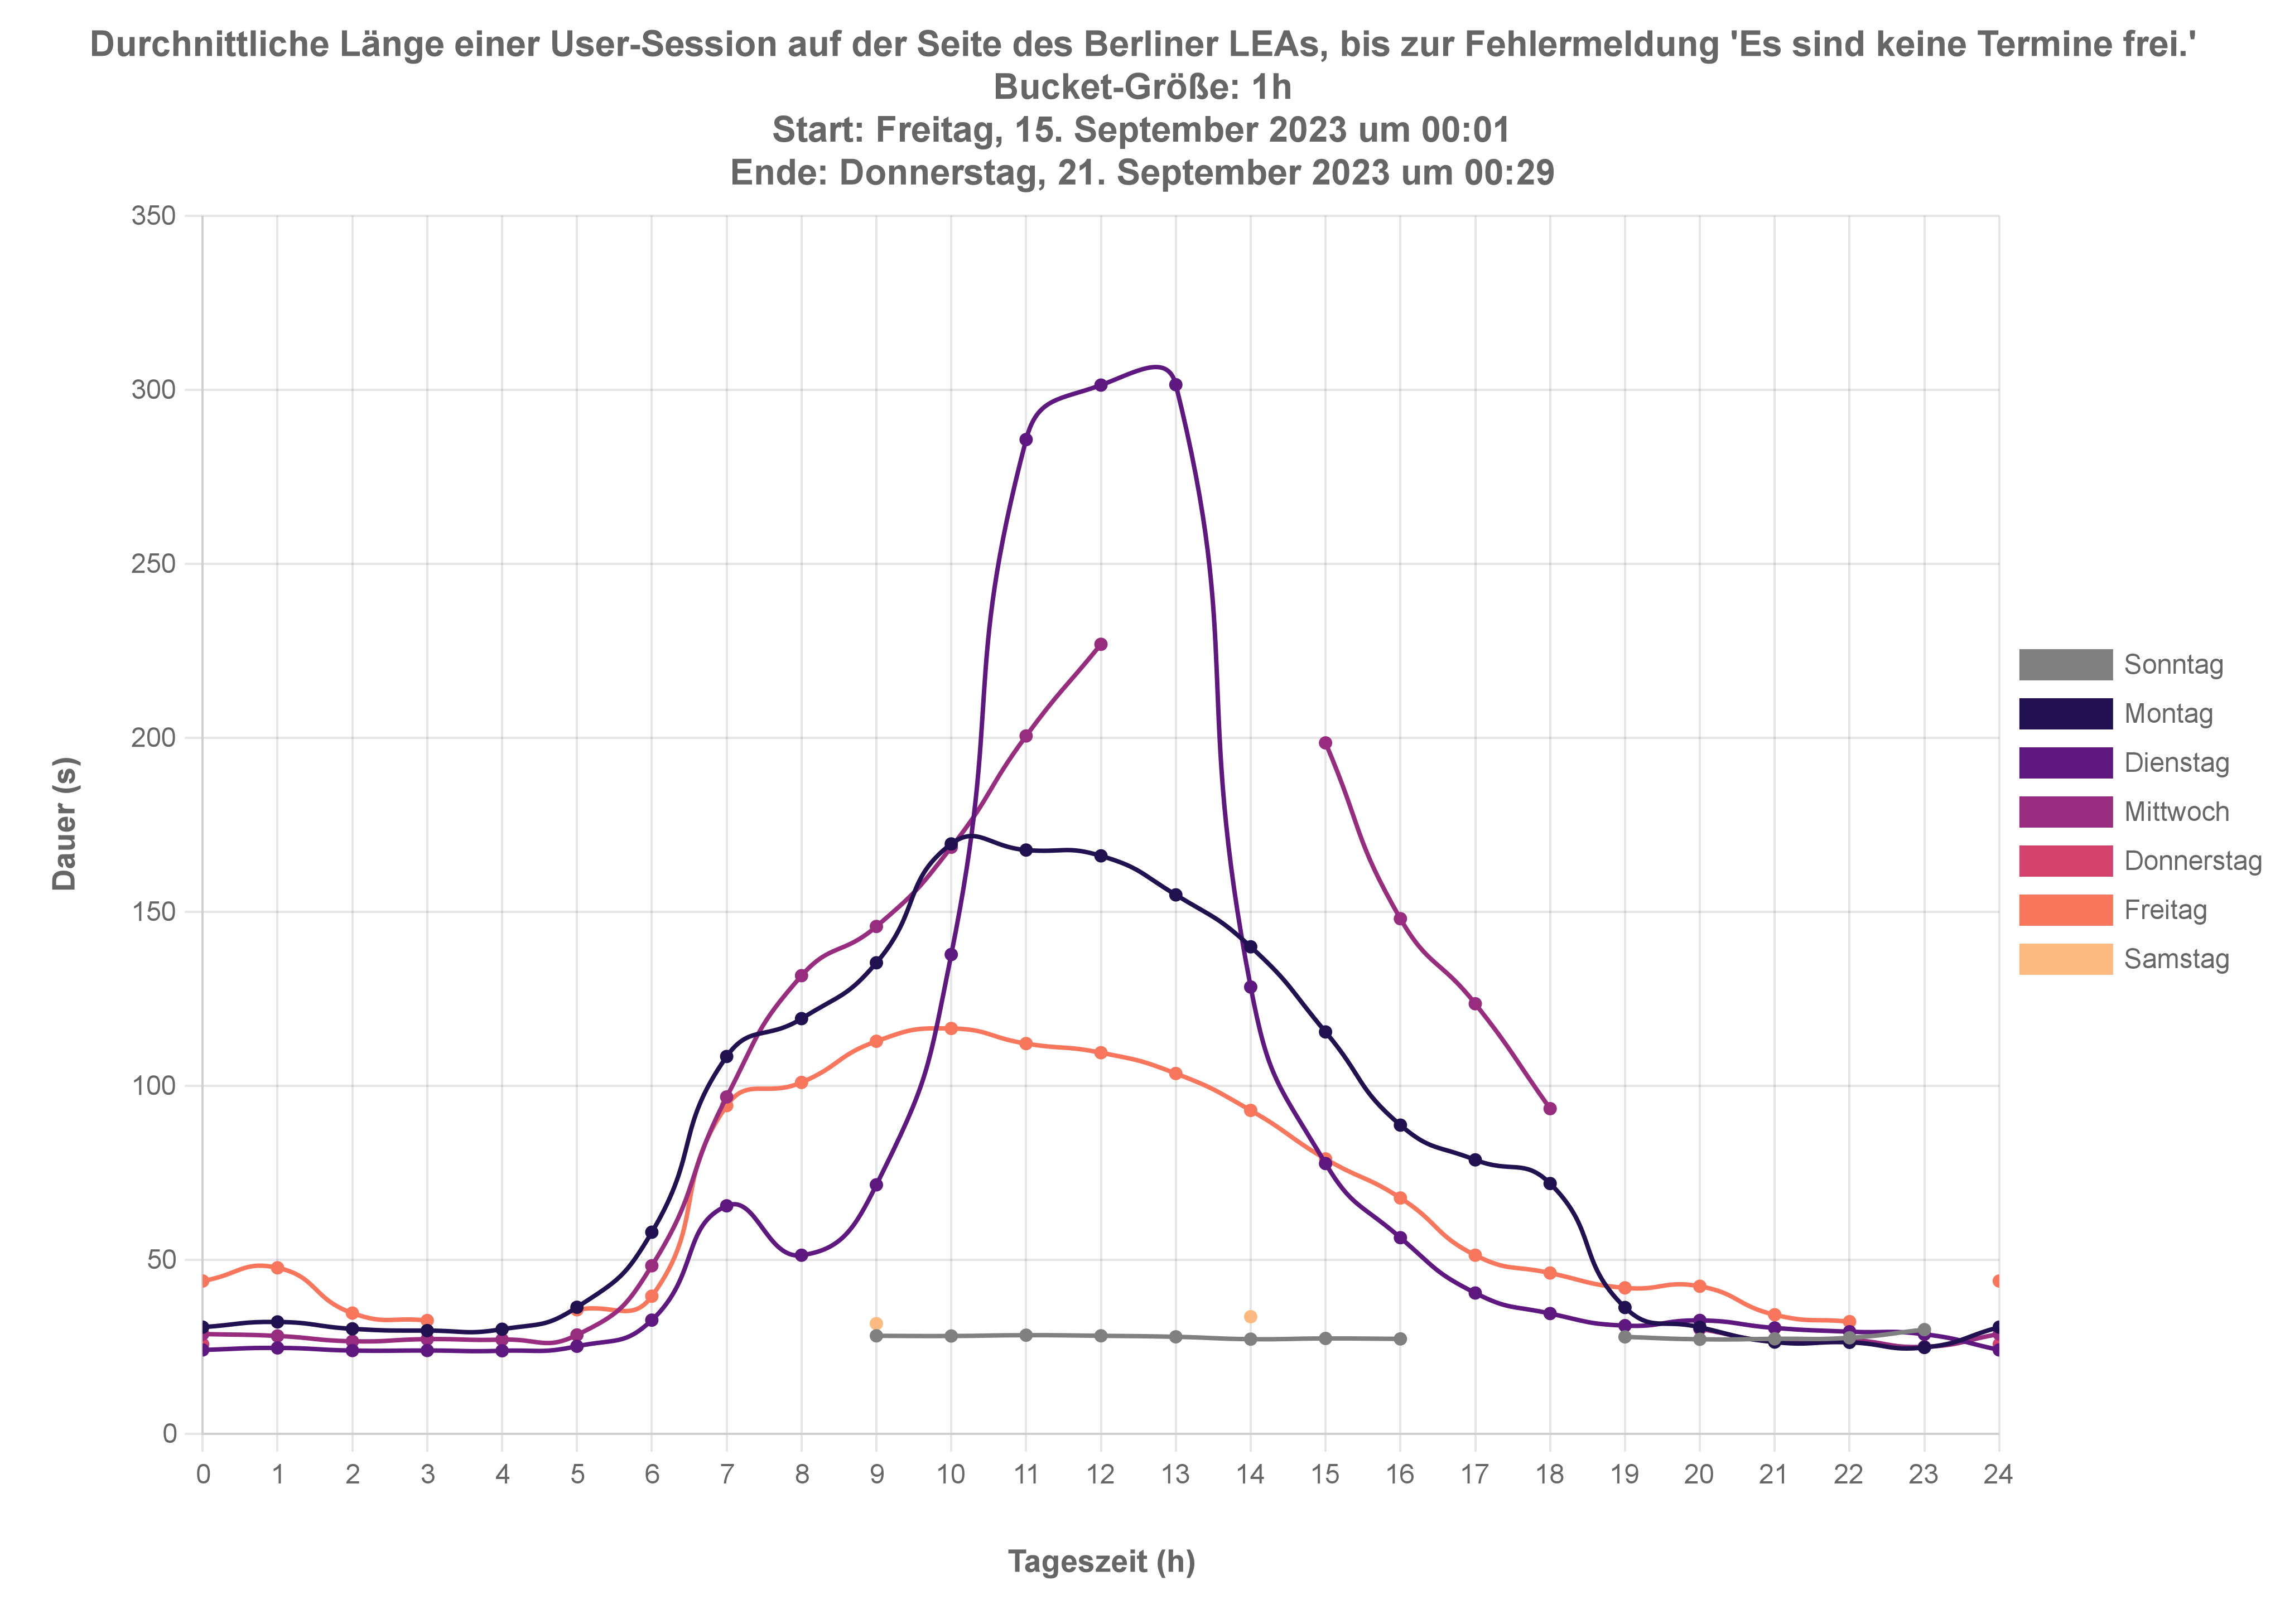 Durchnittliche Länge einer User-Session auf der Seite des Berliner LEAs, bis zur Fehlermeldung 'Es sind keine Termine frei.'
Bucket-Größe: 1h
Start: Freitag, 15. September 2023 um 00:01
Ende: Donnerstag, 21. September 2023 um 00:29
350
300
250
200
150
100
50
0
Dauer (s)
0 1 2 3 4 5 6 7 8 9 10 11 12 13 14 15 16 17 18 19 20 21 22 23 24
Tageszeit (h)
Sonntag
Montag
Dienstag
Mittwoch
Donnerstag
Freitag
Samstag